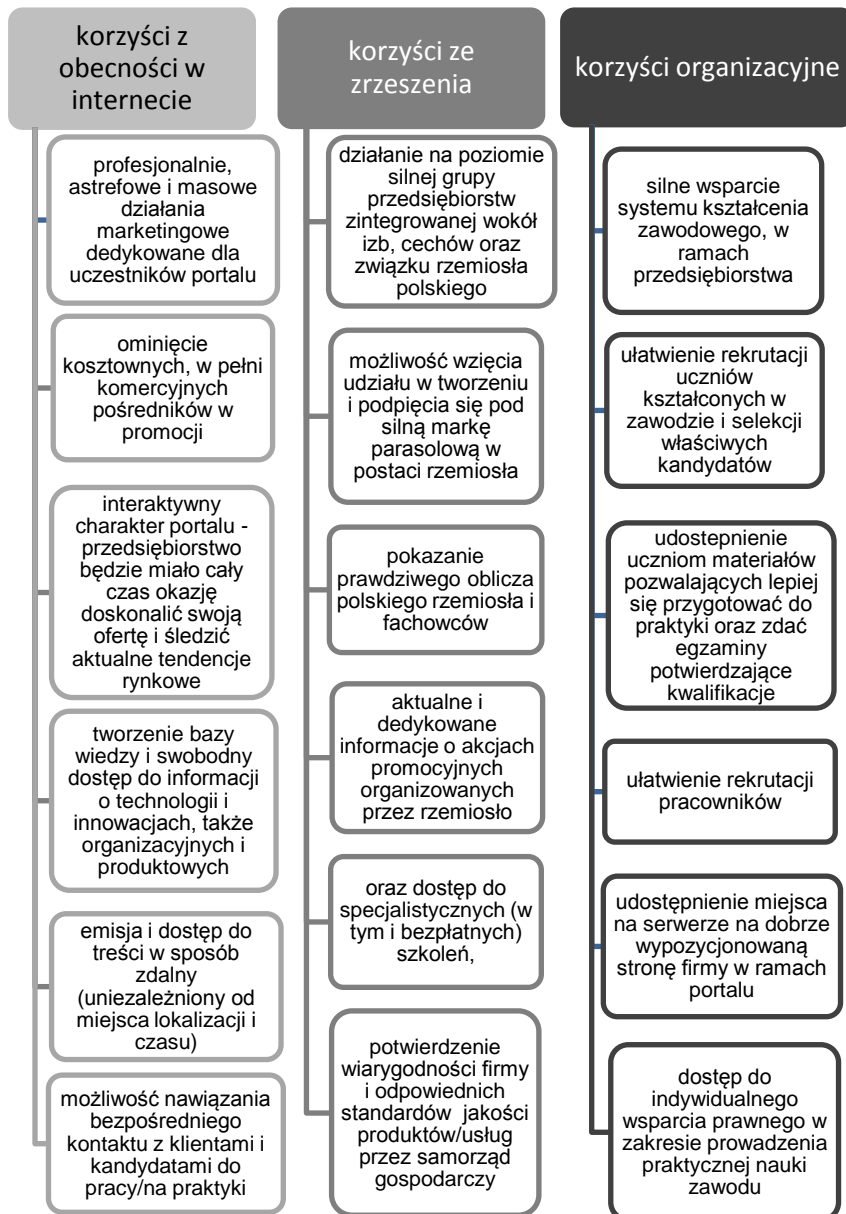 korzyści z
obecności w
internecie
profesjonalnie,
astrefowe i masowe
działania
marketingowe
dedykowane dla
uczestników portalu
ominięcie
kosztownych, w pełni
komercyjnych
pośredników w
promocji
interaktywny
charakter portalu -
przedsiębiorstwo
będzie miało cały
czas okazję
doskonalić swoją
ofertę i śledzić
aktualne tendencje
rynkowe
tworzenie bazy
wiedzy i swobodny
dostęp do informacji
o technologii i
innowacjach, także
organizacyjnych i
produktowych
emisja i dostęp do
treści w sposób
zdalny
(uniezależniony od
miejsca lokalizacji i
czasu)
możliwość nawiązania
bezpośredniego
kontaktu z klientami i
kandydatami do
pracy/na praktyki
korzyści ze
zrzeszenia
działanie na poziomie
silnej grupy
przedsiębiorstw
zintegrowanej wokół
izb, cechów oraz
związku rzemiosła
polskiego
możliwość wzięcia
udziału w tworzeniu
i podpięcia się pod
silną markę
parasolową w
postaci rzemiosła
pokazanie
prawdziwego oblicza
polskiego rzemiosła i
fachowców
aktualne i
dedykowane
informacje o akcjach
promocyjnych
organizowanych
przez rzemiosło
oraz dostęp do
specjalistycznych (w
tym i bezpłatnych)
szkoleń,
potwierdzenie
wiarygodności firmy
i odpowiednich
standardów jakości
produktów/usług
przez samorząd
gospodarczy
korzyści organizacyjne
silne wsparcie
systemu kształcenia
zawodowego, w
ramach
przedsiębiorstwa
ułatwienie rekrutacji
uczniów
kształconych w
zawodzie i selekcji
właściwych
kandydatów
udostepnienie
uczniom materiałów
pozwalających lepiej
się przygotować do
praktyki oraz zdać
egzaminy
potwierdzające
kwalifikacje
ułatwienie rekrutacji
pracowników
udostępnienie miejsca
na serwerze na dobrze
wypozycjonowaną
stronę firmy w ramach
portalu
dostęp do
indywidualnego
wsparcia prawnego w
zakresie prowadzenia
praktycznej nauki
zawodu